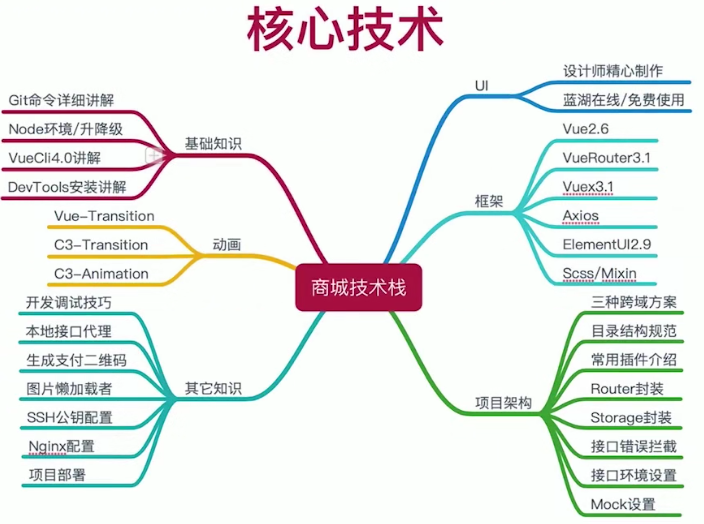 核心技术
商城技术栈
基础知识
Git命令详细讲解
Node环境/升降级
VueCli4.0讲解
DevTools安装讲解
动画
Vue-Transition
C3-Transition
C3-Animation
其它知识
开发调试技巧
本地接口代理
生成支付二维码
图片懒加载者
SSH公钥配置
Nginx配置
项目部署
UI
设计师精心制作
蓝湖在线/免费使用
框架
Vue2.6
VueRouter3.1
Vuex3.1
Axios
ElementUI2.9
Scss/Mixin
项目架构
三种跨域方案
目录结构规范
常用插件介绍
Router封装
Storage封装
接口错误拦截
接口环境设置
Mock设置